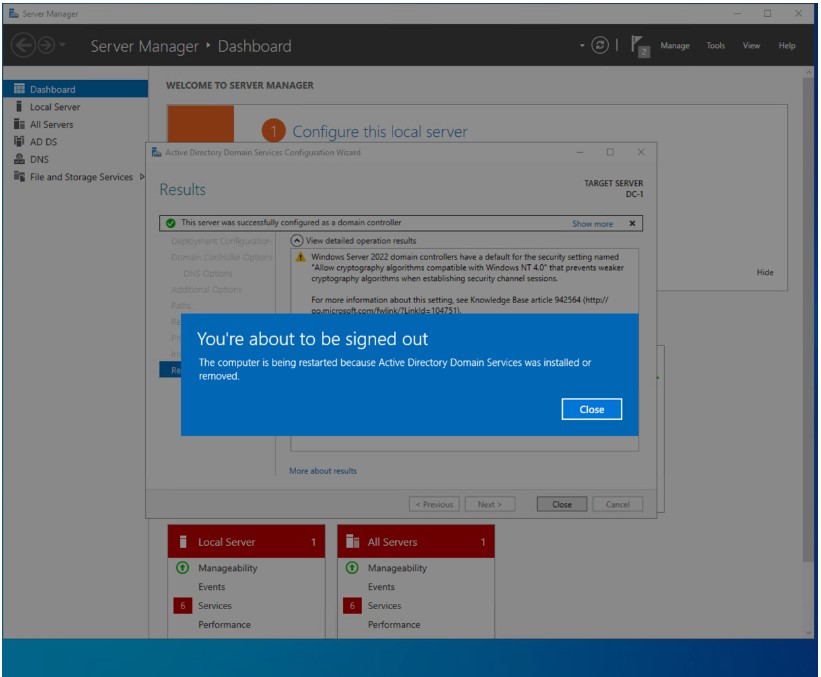 Server Manager
Server Manager • Dashboard
2
Manage
Tools
View
Help
Dashboard
Local Server
All Servers
AD DS
DNS
File and Storage Services
WELCOME TO SERVER MANAGER
1 Configure this local server
Hide
Active Directory Domain Services Configuration Wizard
Results
TARGET SERVER
DC-1
This server was successfully configured as a domain controller
Show more
Deployment Configuration
Domain Controller Options
DNS Options
Additional Options
Paths
View detailed operation results
Windows Server 2022 domain controllers have a default for the security setting named
"Allow cryptography algorithms compatible with Windows NT 4.0" that prevents weaker
cryptography algorithms when establishing security channel sessions.
For more information about this setting, see Knowledge Base article 942564 (http://
go.microsoft.com/fwlink/?LinkId=104751).
Re
You're about to be signed out
The computer is being restarted because Active Directory Domain Services was installed or
removed.
Close
More about results
< Previous
Next >
Close
Cancel
Local Server 1
Manageability
Events
6 Services
Performance
All Servers 1
Manageability
Events
6 Services
Performance